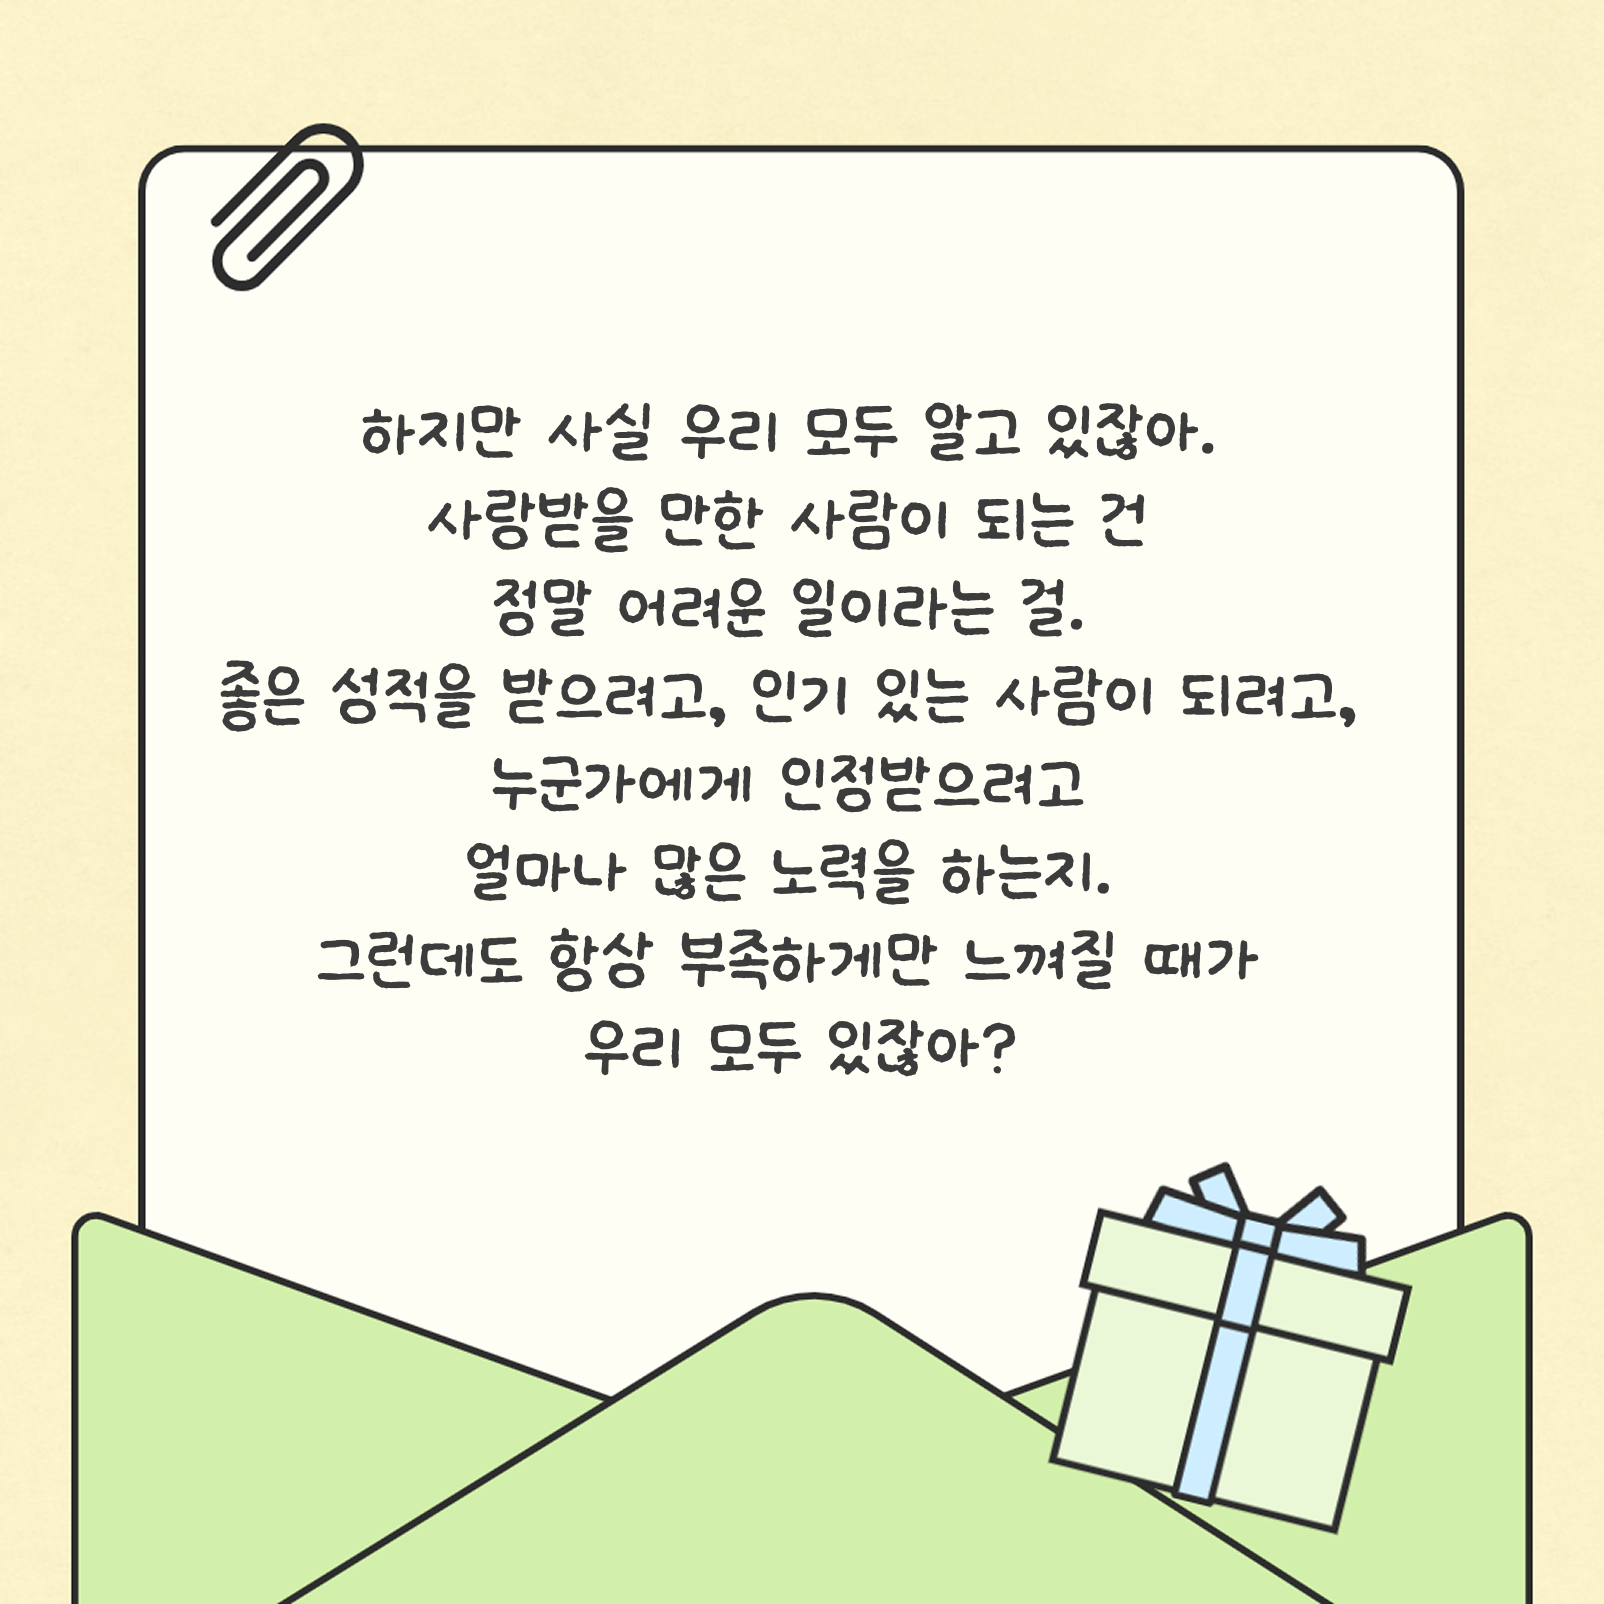 하지만 사실 우리 모두 알고 있잖아.
사랑받을 만한 사람이 되는 건
정말 어려운 일이라는 걸.
좋은 성적을 받으려고, 인기 있는 사람이 되려고,
누군가에게 인정받으려고
얼마나 많은 노력을 하는지.
그런데도 항상 부족하게만 느껴질 때가
우리 모두 있잖아?